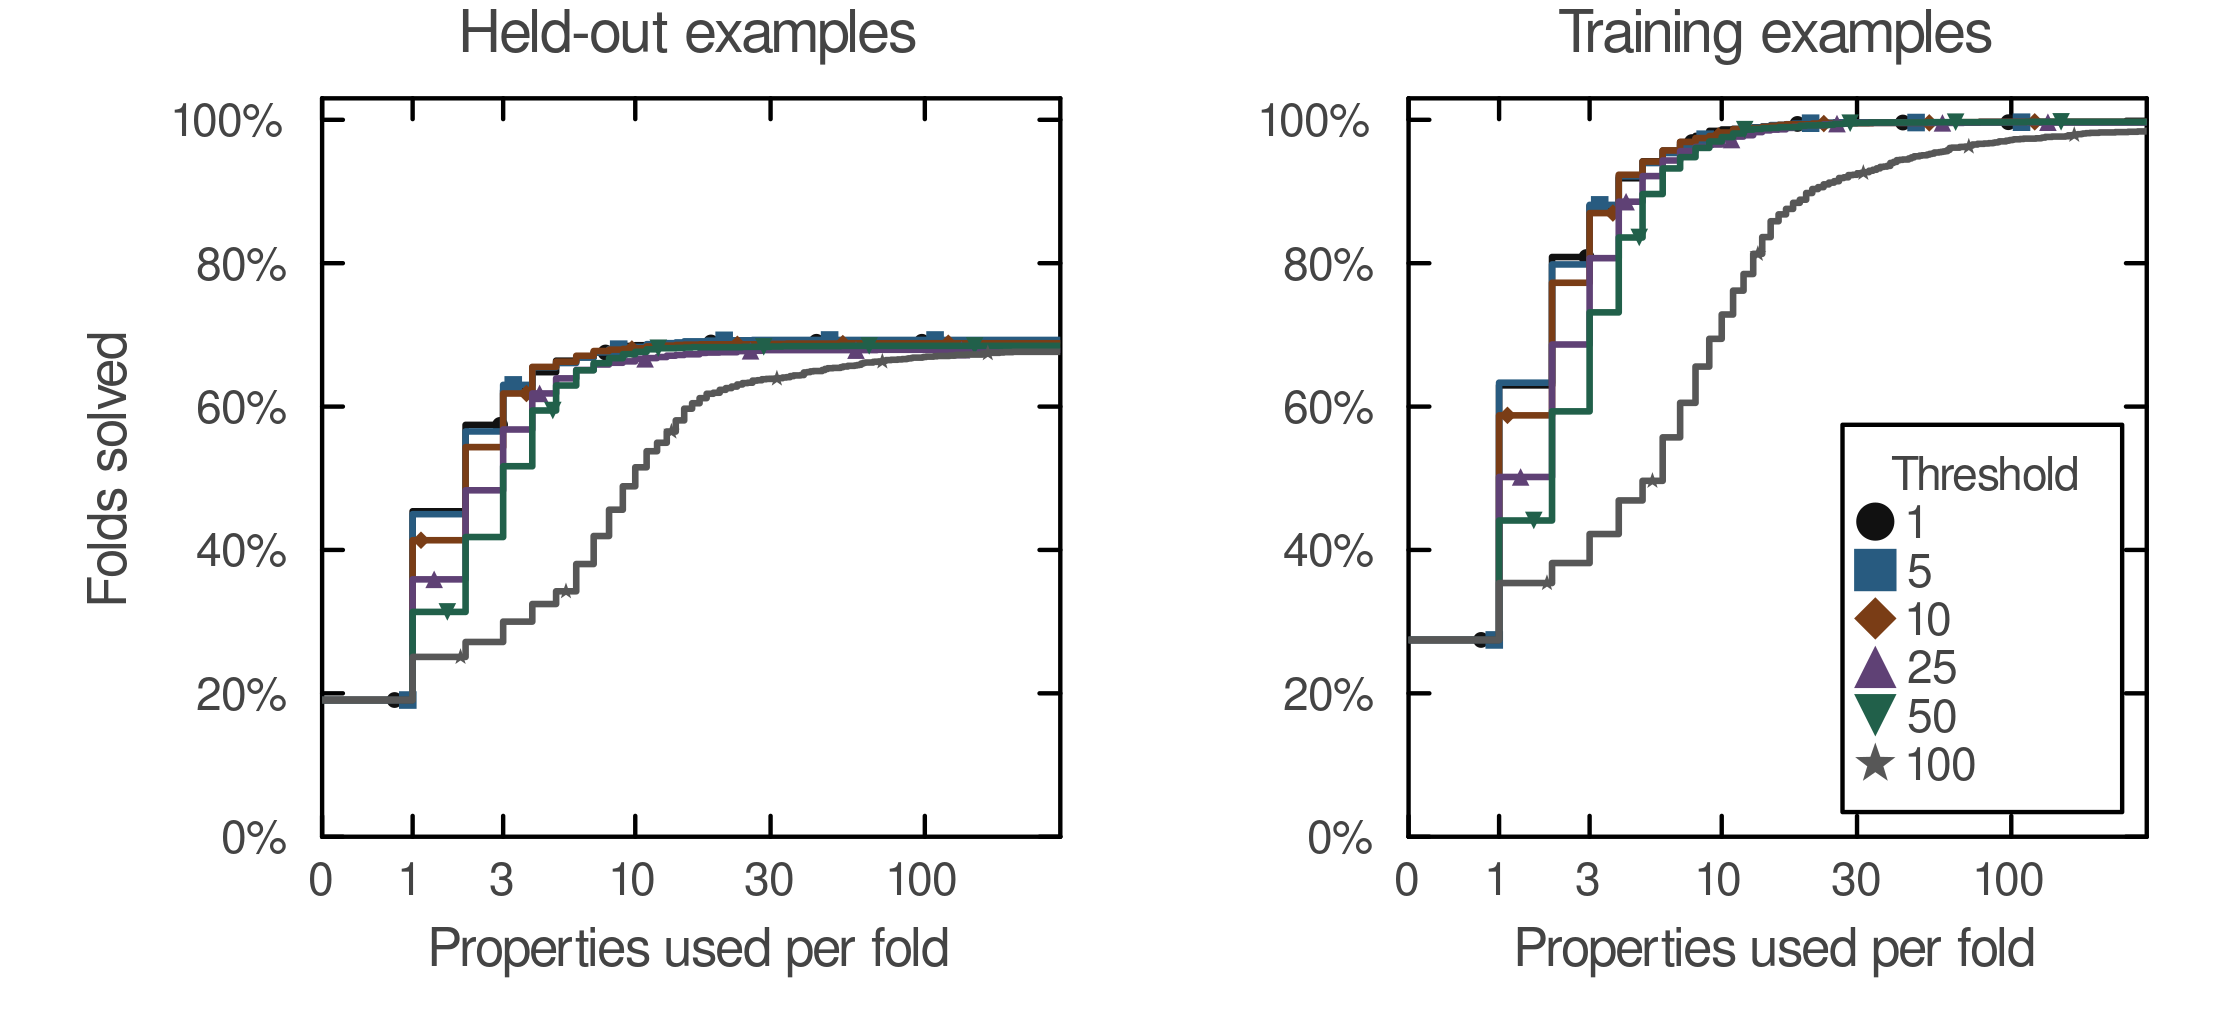 Held-out examples
Training examples
100%
80%
60%
40%
20%
0%
Folds solved
0 1 3 10 30 100
Properties used per fold
100%
80%
60%
40%
20%
0%
0 1 3 10 30 100
Properties used per fold
Threshold
1
5
10
25
50
100